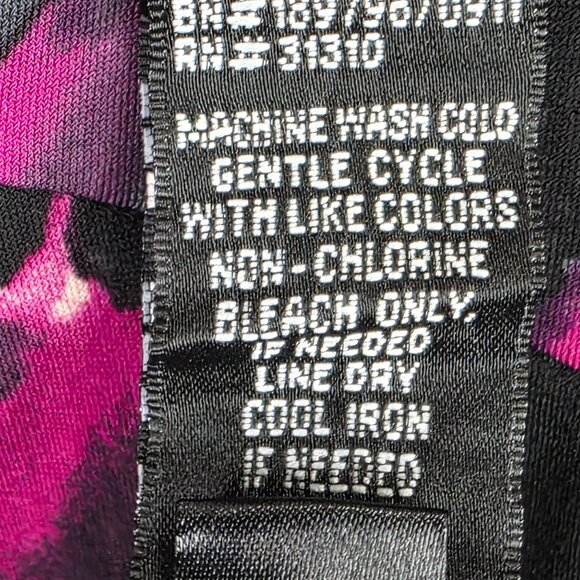 RN# 31310
MACHINE WASH COLD
GENTLE CYCLE
WITH LIKE COLORS
NON-CHLORINE
BLEACH ONLY,
IF NEEDED
LINE DRY
COOL IRON
IF NEEDED